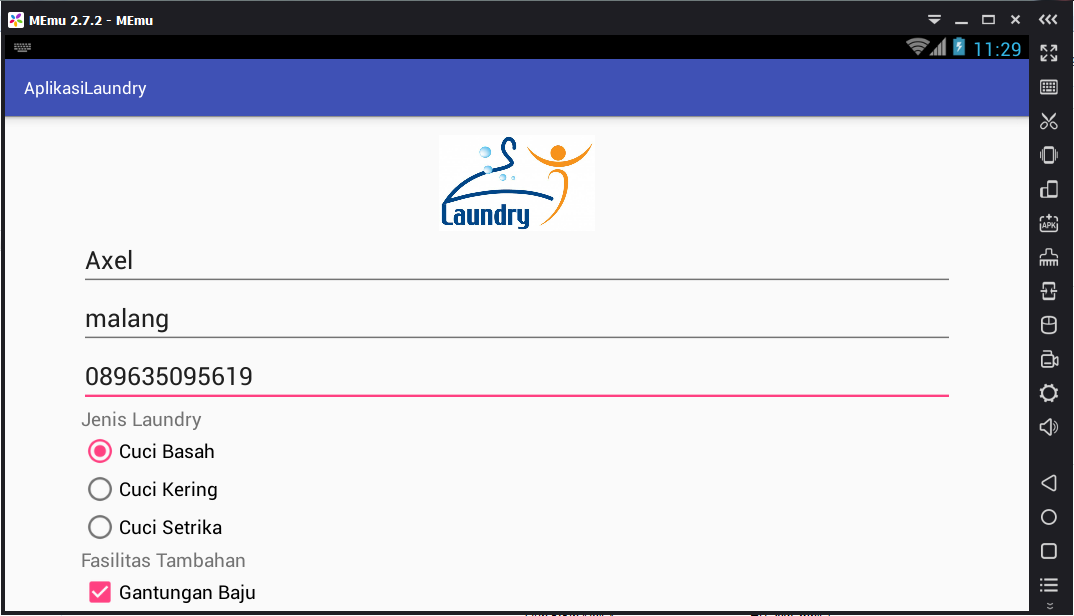 MEmu 2.7.2 - MEmu
11:29
AplikasiLaundry
Laundry
Axel
malang
089635095619
Jenis Laundry
Cuci Basah
Cuci Kering
Cuci Setrika
Fasilitas Tambahan
Gantungan Baju
APK